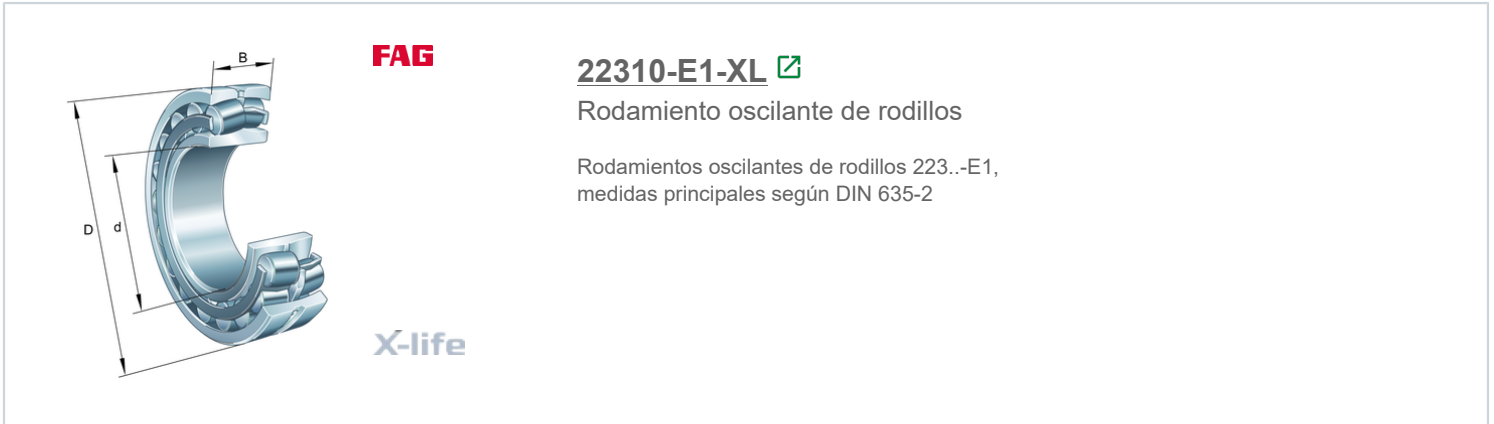 B
D
d
FAG
X-life
22310-E1-XL
Rodamiento oscilante de rodillos
Rodamientos oscilantes de rodillos 223..-E1,
medidas principales según DIN 635-2